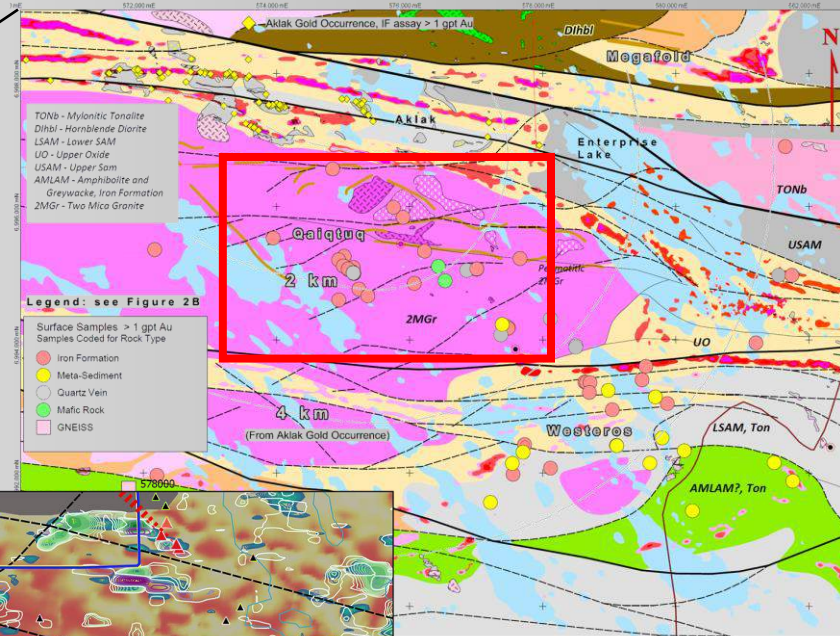 572,000 mE
574,000 mE
576,000 mE
578,000 mE
580,000 mE
582,000 mE
Aklak Gold Occurrence, IF assay > 1 gpt Au
DIhbl
Megafold
N
TONb - Mylonitic Tonalite
DIhbl - Hornblende Diorite
LSAM - Lower SAM
UO - Upper Oxide
USAM - Upper Sam
AMLAM - Amphibolite and
Greywacke, Iron Formation
2MGr - Two Mica Granite
Aklak
Enterprise
Lake
TONb
USAM
Qaiqtuq
2 km
Pegmatitic
2MGr
Legend: see Figure 2B
2MGr
UO
Surface Samples > 1 gpt Au
Samples Coded for Rock Type
Iron Formation
Meta-Sediment
Quartz Vein
Mafic Rock
GNEISS
4 km
(From Aklak Gold Occurrence)
Westeros
LSAM, Ton
AMLAM?, Ton
578000